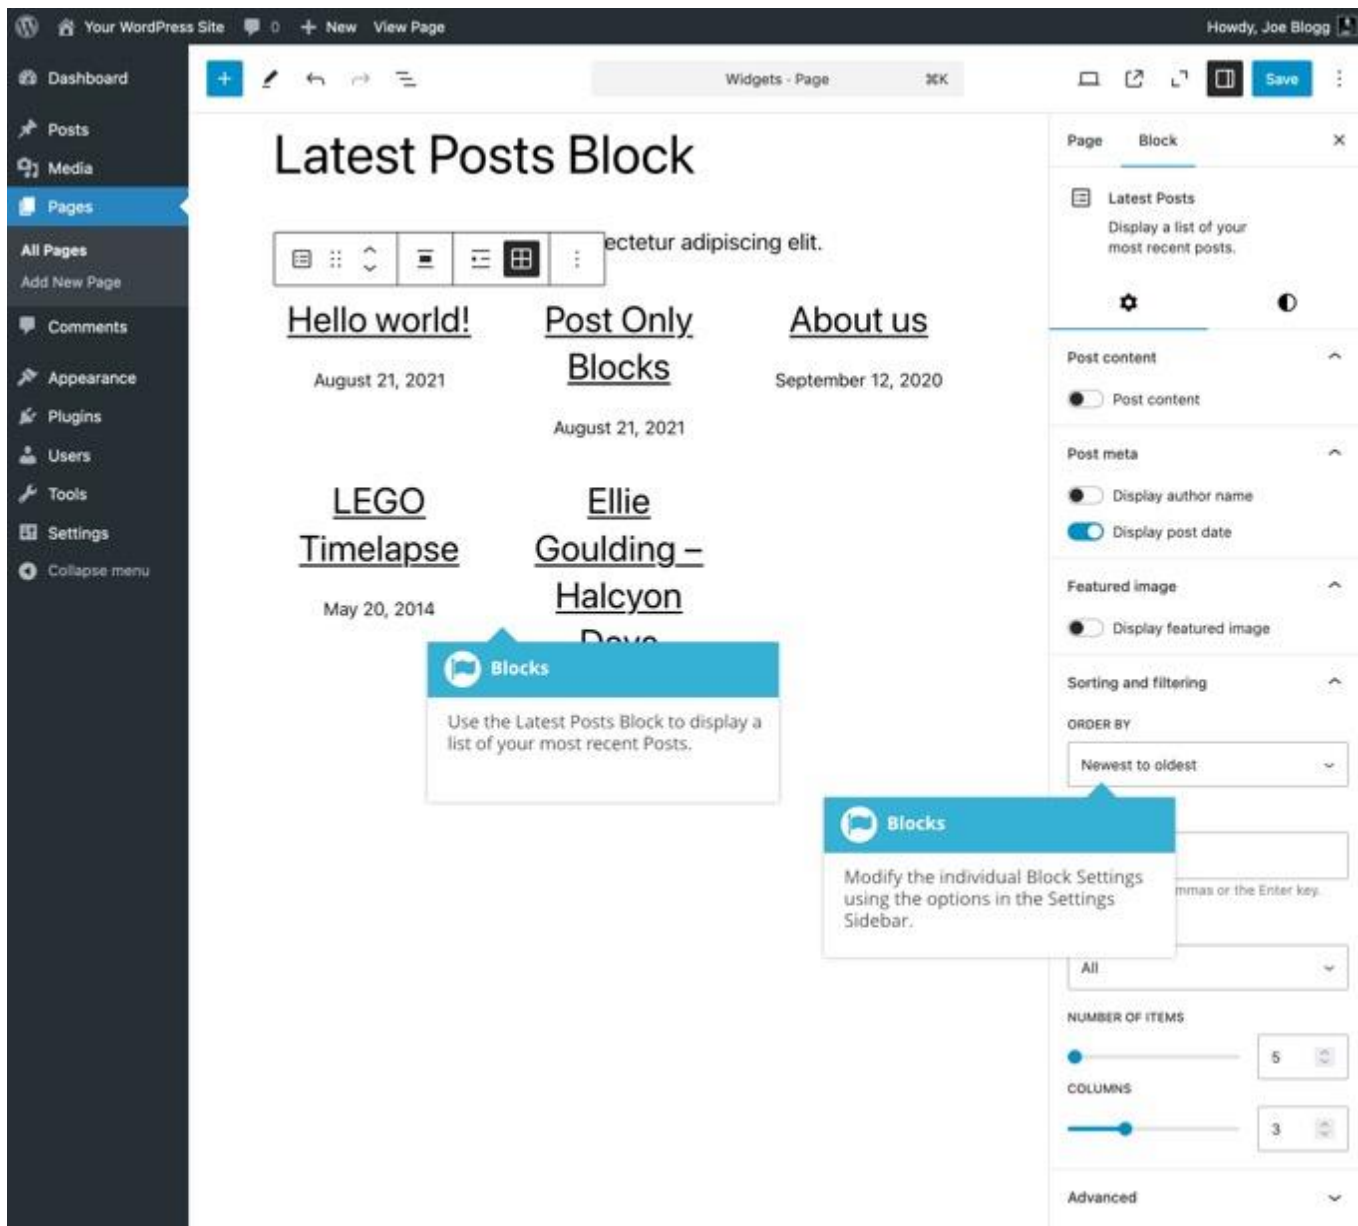 Your WordPress Site 0 + New View Page Howdy, Joe Blogg
Dashboard
Posts
Media
Pages
All Pages
Add New Page
Comments
Appearance
Plugins
Users
Tools
Settings
Collapse menu
Widgets · Page ⌘K
Save
Latest Posts Block
ectetur adipiscing elit.
Hello world!
August 21, 2021
Post Only
Blocks
August 21, 2021
About us
September 12, 2020
LEGO
Timelapse
May 20, 2014
Ellie
Goulding –
Halcyon
Blocks
Use the Latest Posts Block to display a
list of your most recent Posts.
Blocks
Modify the individual Block Settings
using the options in the Settings
Sidebar.
Page Block
Latest Posts
Display a list of your
most recent posts.
Post content
Post content
Post meta
Display author name
Display post date
Featured image
Display featured image
Sorting and filtering
ORDER BY
Newest to oldest
mmas or the Enter key.
All
NUMBER OF ITEMS
5
COLUMNS
3
Advanced